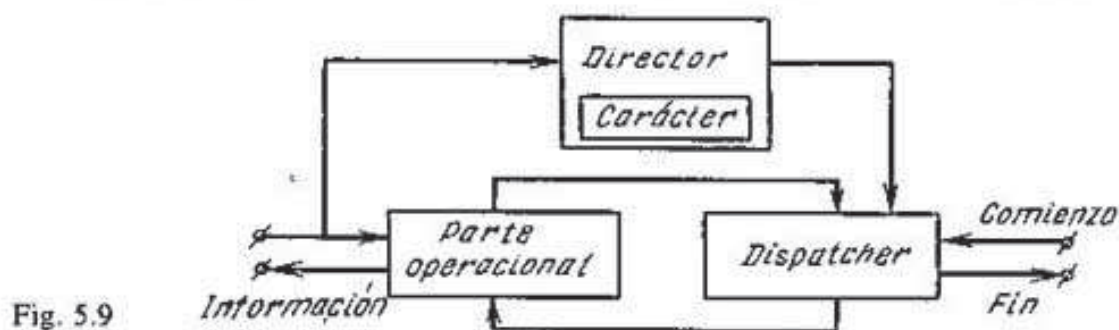 Director
Carácter
Parte
operacional
Dispatcher
Comienzo
Fin
Información
Fig. 5.9